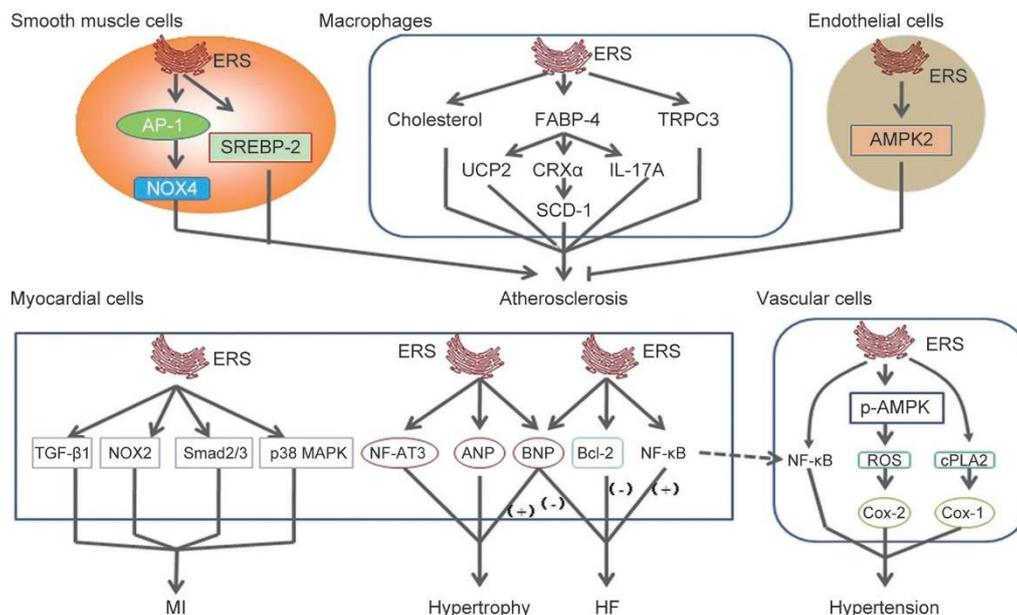 Smooth muscle cells
Macrophages
Endothelial cells
ERS
ERS
ERS
AP-1
SREBP-2
NOX4
Cholesterol
FABP-4
TRPC3
UCP2
CRXα
IL-17A
SCD-1
AMPK2
Atherosclerosis
Myocardial cells
Vascular cells
ERS
ERS
ERS
ERS
TGF-β1
NOX2
Smad2/3
p38 MAPK
NF-AT3
ANP
BNP
Bcl-2
NF-κB
(+)
(-)
(-)
(+)
p-AMPK
NF-κB
ROS
cPLA2
Cox-2
Cox-1
MI
Hypertrophy
HF
Hypertension